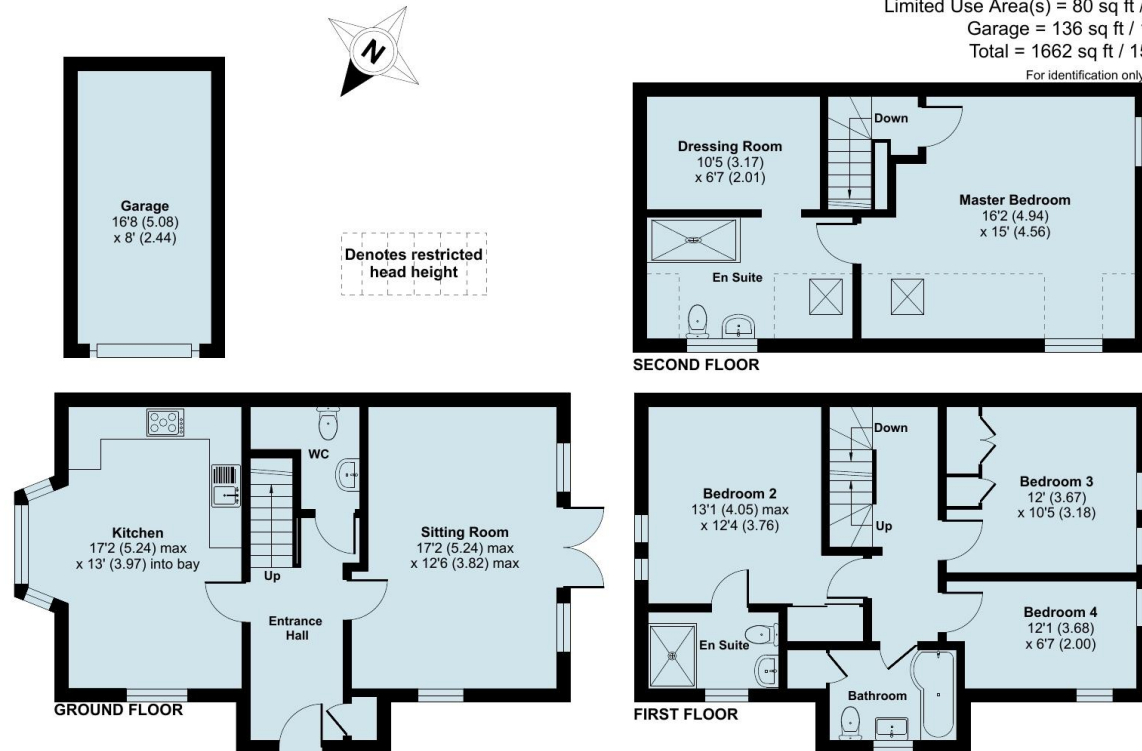 Limited Use Area(s) = 80 sq ft /
Garage = 136 sq ft /
Total = 1662 sq ft / 15
For identification only
N
Garage
16'8 (5.08)
x 8' (2.44)
Denotes restricted
head height
Dressing Room
10'5 (3.17)
x 6'7 (2.01)
Down
Master Bedroom
16'2 (4.94)
x 15' (4.56)
En Suite
SECOND FLOOR
Kitchen
17'2 (5.24) max
x 13' (3.97) into bay
WC
Up
Entrance
Hall
Sitting Room
17'2 (5.24) max
x 12'6 (3.82) max
GROUND FLOOR
Bedroom 2
13'1 (4.05) max
x 12'4 (3.76)
Down
Up
Bedroom 3
12' (3.67)
x 10'5 (3.18)
Bedroom 4
12'1 (3.68)
x 6'7 (2.00)
En Suite
Bathroom
FIRST FLOOR